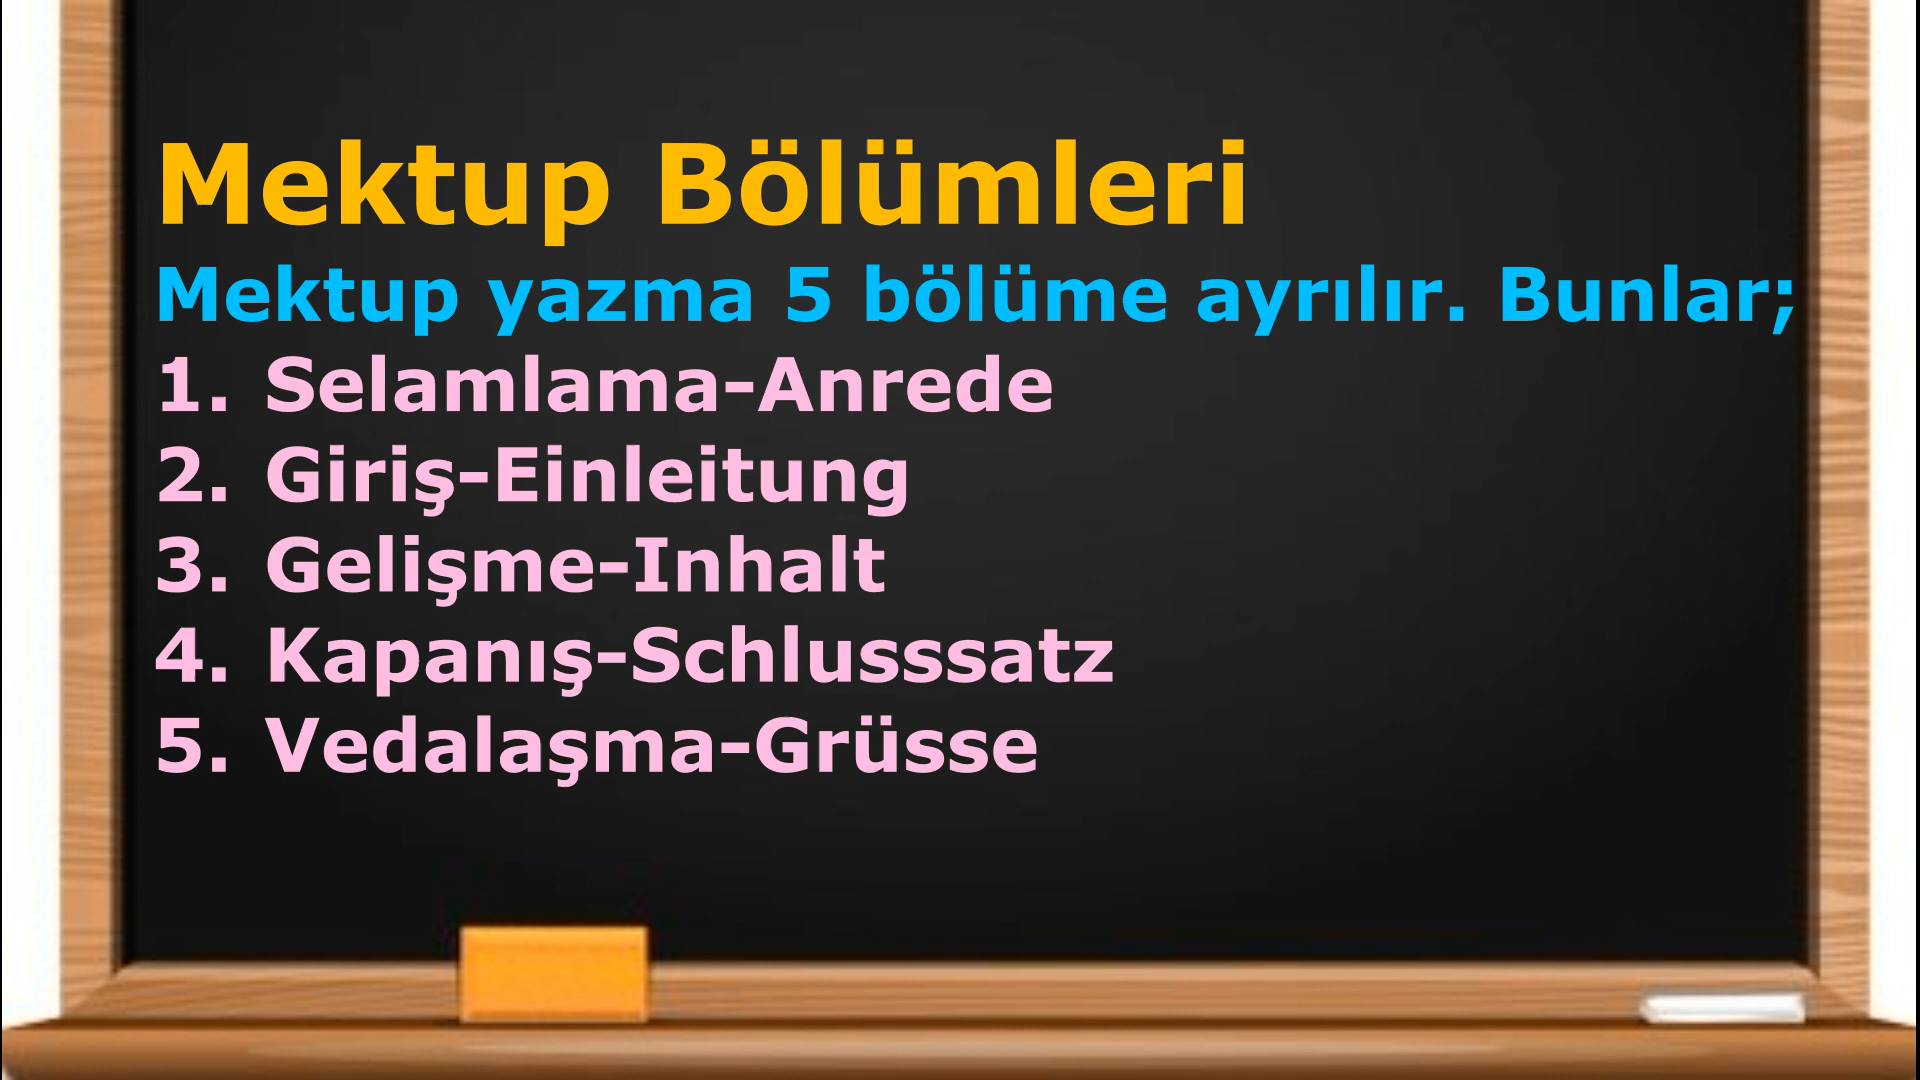 Mektup Bölümleri
Mektup yazma 5 bölüme ayrılır. Bunlar;
1. Selamlama-Anrede
2. Giriş-Einleitung
3. Gelişme-Inhalt
4. Kapanış-Schlusssatz
5. Vedalaşma-Grüsse